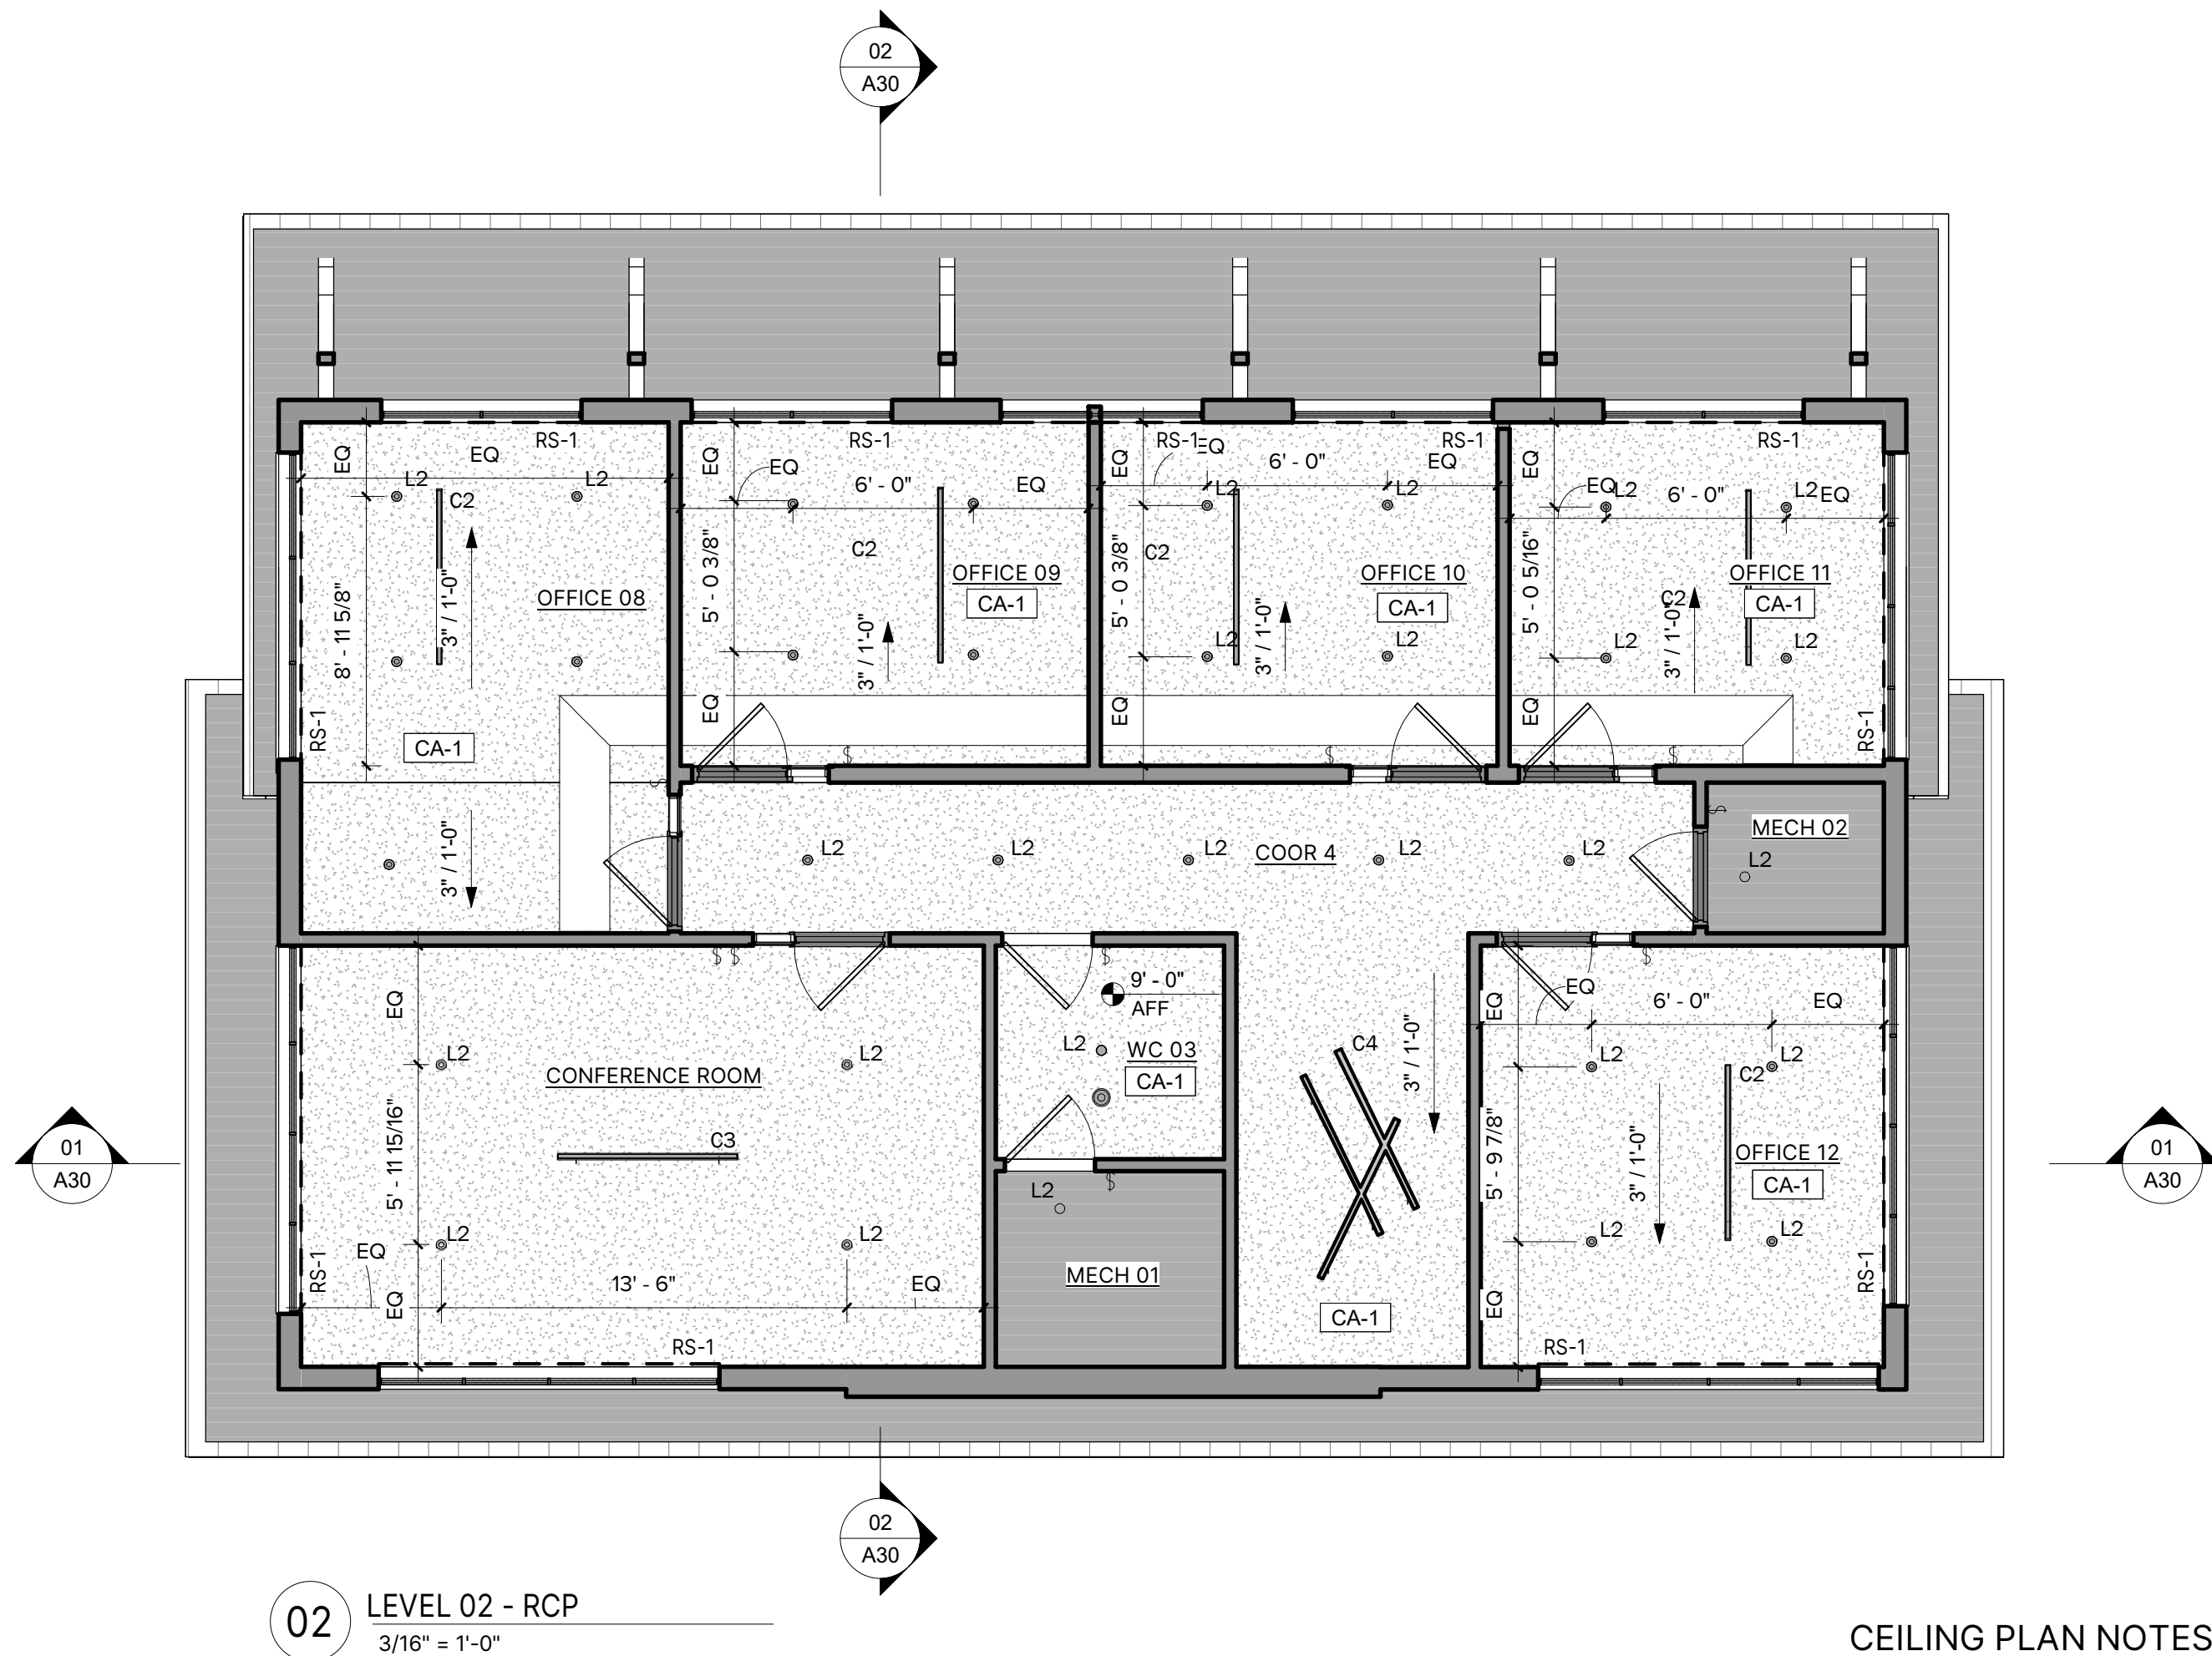 02
A30
RS-1
RS-1
RS-1
RS-1
RS-1
EQ
EQ
EQ
EQ
EQ
EQ
EQ
EQ
EQ
EQ
EQ
L2
L2
C2
6' - 0"
6' - 0"
6' - 0"
L2
L2
L2
L2
8' - 11 5/8"
3" / 1'-0"
OFFICE 08
CA-1
RS-1
5' - 0 3/8"
C2
OFFICE 09
CA-1
3" / 1'-0"
EQ
5' - 0 3/8"
C2
OFFICE 10
CA-1
L2
L2
3" / 1'-0"
EQ
5' - 0 5/16"
C2
OFFICE 11
CA-1
L2
L2
3" / 1'-0"
EQ
RS-1
$
$
$
$
3" / 1'-0"
L2
L2
L2
COOR 4
L2
L2
$
MECH 02
L2
$ $
$
$
EQ
L2
L2
CONFERENCE ROOM
5' - 11 15/16"
C3
L2
L2
EQ
EQ
RS-1
13' - 6"
EQ
RS-1
9' - 0"
AFF
L2
WC 03
CA-1
L2
$
MECH 01
C4
3" / 1'-0"
CA-1
EQ
EQ
6' - 0"
EQ
L2
L2
C2
5' - 9 7/8"
3" / 1'-0"
OFFICE 12
CA-1
L2
L2
EQ
RS-1
RS-1
01
A30
01
A30
02
A30
02
LEVEL 02 - RCP
3/16" = 1'-0"
CEILING PLAN NOTES